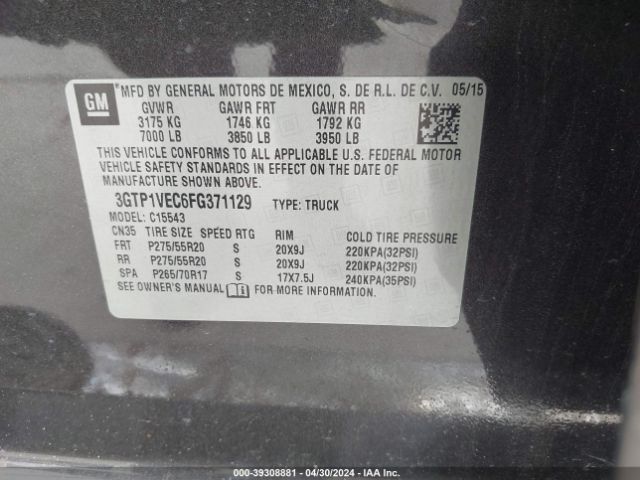 GM
MFD BY GENERAL MOTORS DE MEXICO, S. DE R.L. DE C.V. 05/15
GVWR GAWR FRT GAWR RR
3175 KG 1746 KG 1792 KG
7000 LB 3850 LB 3950 LB
THIS VEHICLE CONFORMS TO ALL APPLICABLE U.S. FEDERAL MOTOR
VEHICLE SAFETY STANDARDS IN EFFECT ON THE DATE OF
MANUFACTURE SHOWN ABOVE.
3GTP1VEC6FG371129 TYPE: TRUCK
MODEL: C15543
CN35 TIRE SIZE SPEED RTG RIM COLD TIRE PRESSURE
FRT P275/55R20 S 20X9J 220KPA(32PSI)
RR P275/55R20 S 20X9J 220KPA(32PSI)
SPA P265/70R17 S 17X7.5J 240KPA(35PSI)
SEE OWNER'S MANUAL FOR MORE INFORMATION.
000-39308881 / 04/30/2024 - IAA Inc.